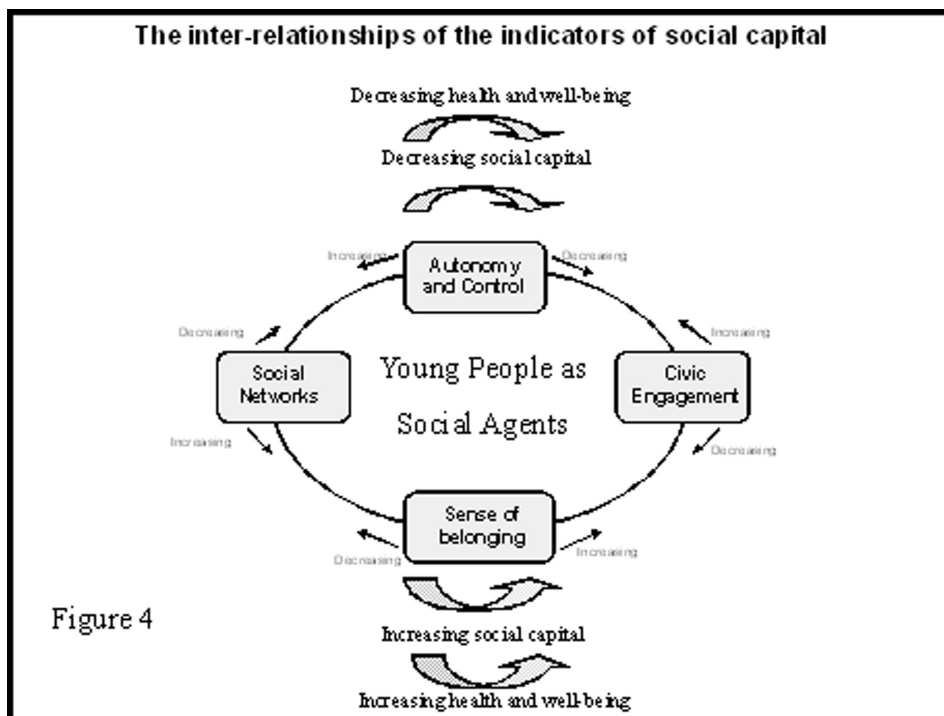 The inter-relationships of the indicators of social capital
Decreasing health and well-being
Decreasing social capital
Increasing
Autonomy
and Control
Decreasing
Decreasing
Increasing
Social
Networks
Young People as
Social Agents
Civic
Engagement
Increasing
Decreasing
Sense of
belonging
Decreasing
Increasing
Figure 4
Increasing social capital
Increasing health and well-being